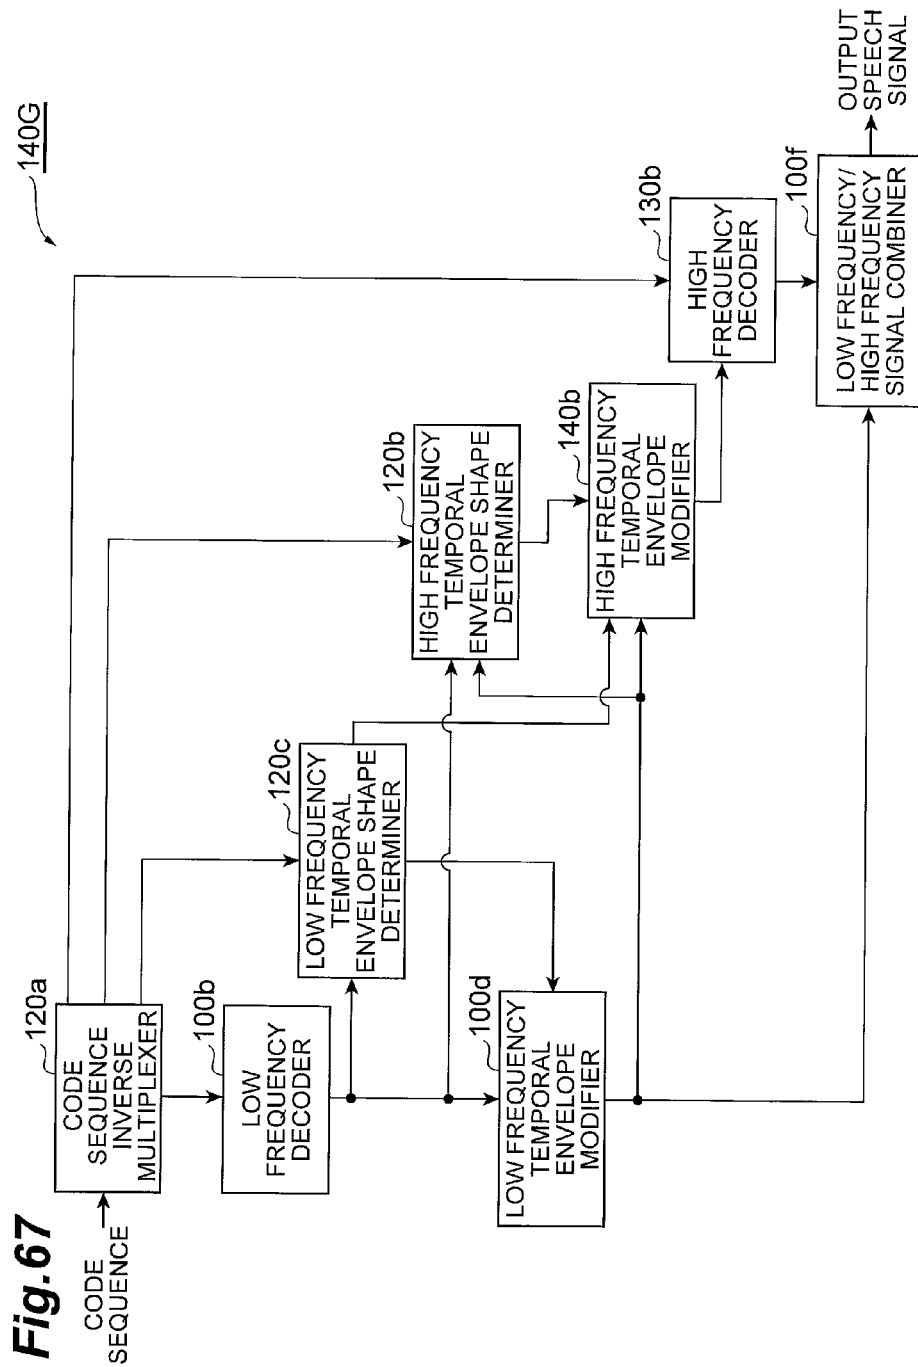 Fig.67
140G
CODE
SEQUENCE
120a
CODE
SEQUENCE
INVERSE
MULTIPLEXER
100b
LOW
FREQUENCY
DECODER
120c
LOW FREQUENCY
TEMPORAL
ENVELOPE SHAPE
DETERMINER
100d
LOW FREQUENCY
TEMPORAL
ENVELOPE
MODIFIER
120b
HIGH FREQUENCY
TEMPORAL
ENVELOPE SHAPE
DETERMINER
140b
HIGH FREQUENCY
TEMPORAL
ENVELOPE
MODIFIER
130b
HIGH
FREQUENCY
DECODER
100f
LOW FREQUENCY/
HIGH FREQUENCY
SIGNAL COMBINER
OUTPUT
SPEECH
SIGNAL